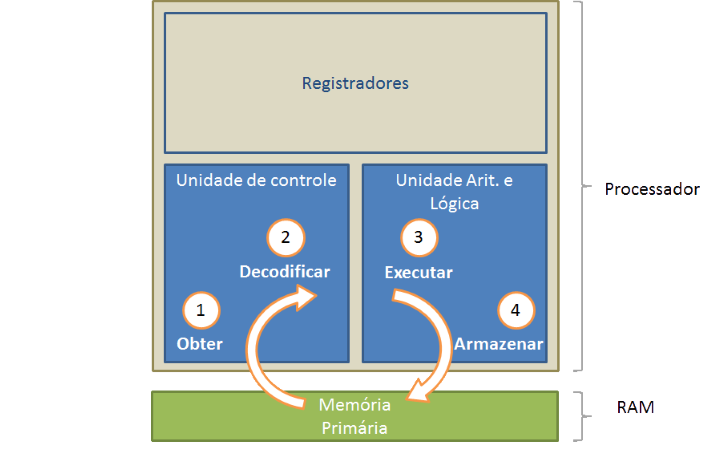 Registradores
Unidade de controle
Unidade Arit. e
Lógica
Processador
2
Decodificar
3
Executar
1
Obter
4
Armazenar
Memória
Primária
RAM